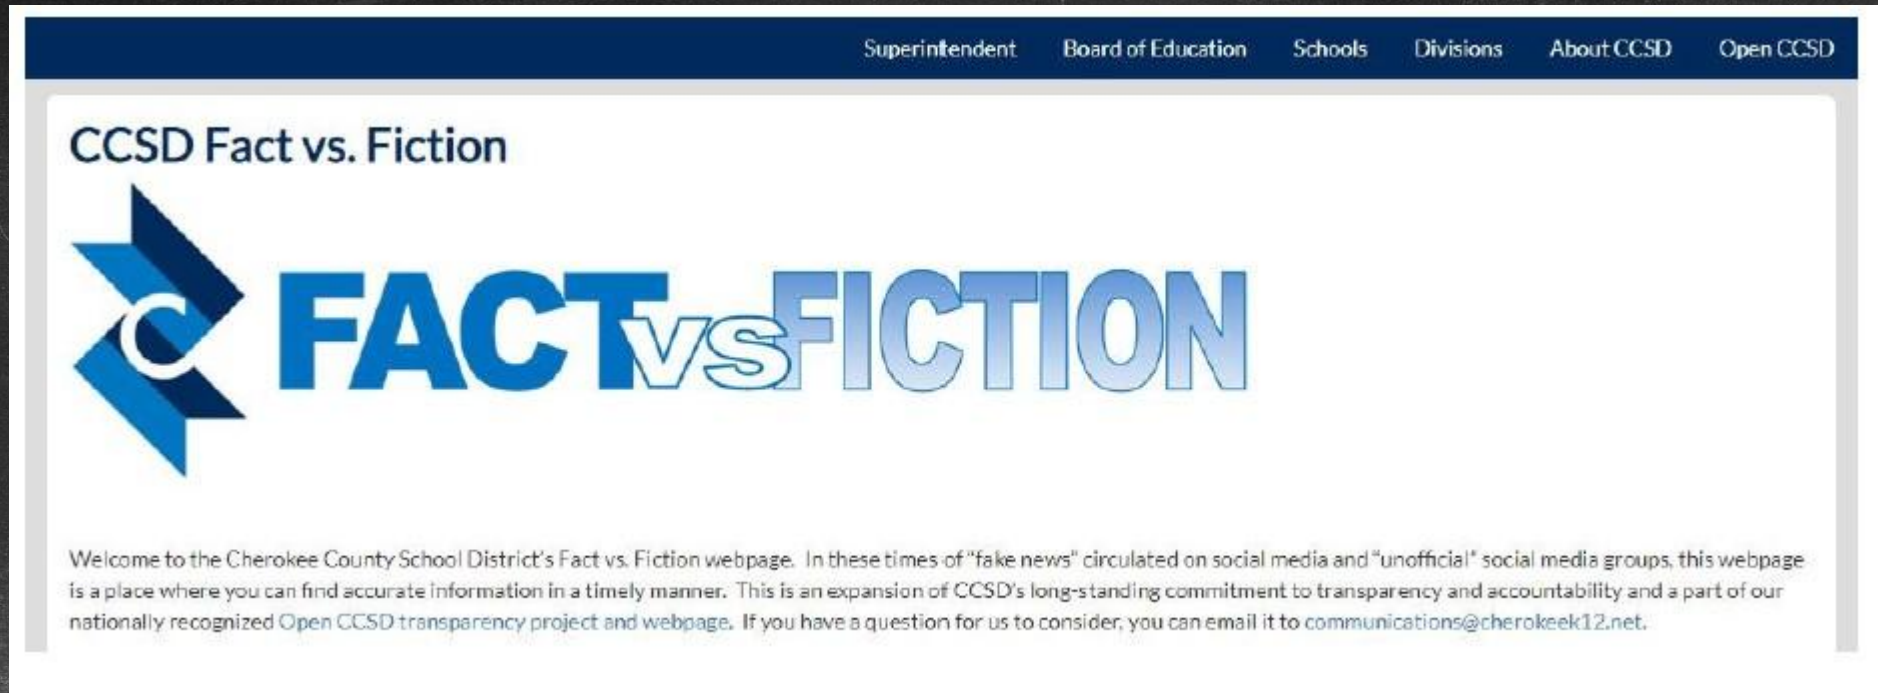 Superintendent Board of Education Schools Divisions About CCSD Open CCSD
CCSD Fact vs. Fiction
C FACT VS FICTION
Welcome to the Cherokee County School District's Fact vs. Fiction webpage. In these times of "fake news" circulated on social media and "unofficial" social media groups, this webpage
is a place where you can find accurate information in a timely manner. This is an expansion of CCSD's long-standing commitment to transparency and accountability and a part of our
nationally recognized Open CCSD transparency project and webpage. If you have a question for us to consider, you can email it to communications@cherokeek12.net.